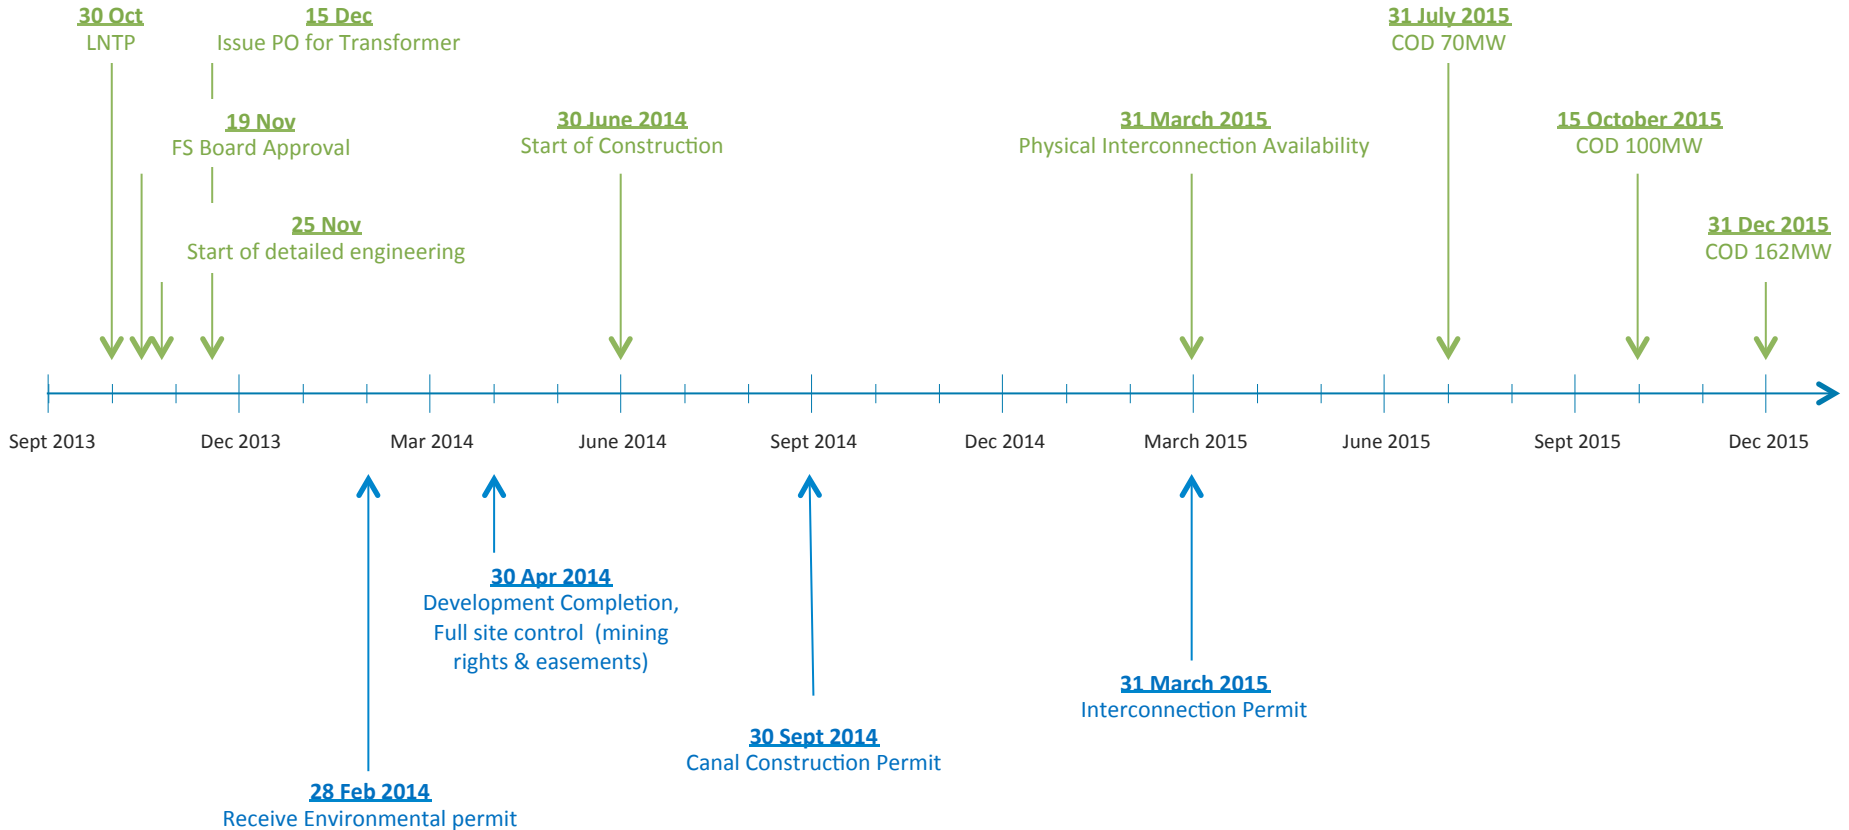 30 Oct
LNTP
15 Dec
Issue PO for Transformer
31 July 2015
COD 70MW
19 Nov
FS Board Approval
30 June 2014
Start of Construction
31 March 2015
Physical Interconnection Availability
15 October 2015
COD 100MW
25 Nov
Start of detailed engineering
31 Dec 2015
COD 162MW
Sept 2013
Dec 2013
Mar 2014
June 2014
Sept 2014
Dec 2014
March 2015
June 2015
Sept 2015
Dec 2015
30 Apr 2014
Development Completion,
Full site control (mining
rights & easements)
31 March 2015
Interconnection Permit
30 Sept 2014
Canal Construction Permit
28 Feb 2014
Receive Environmental permit